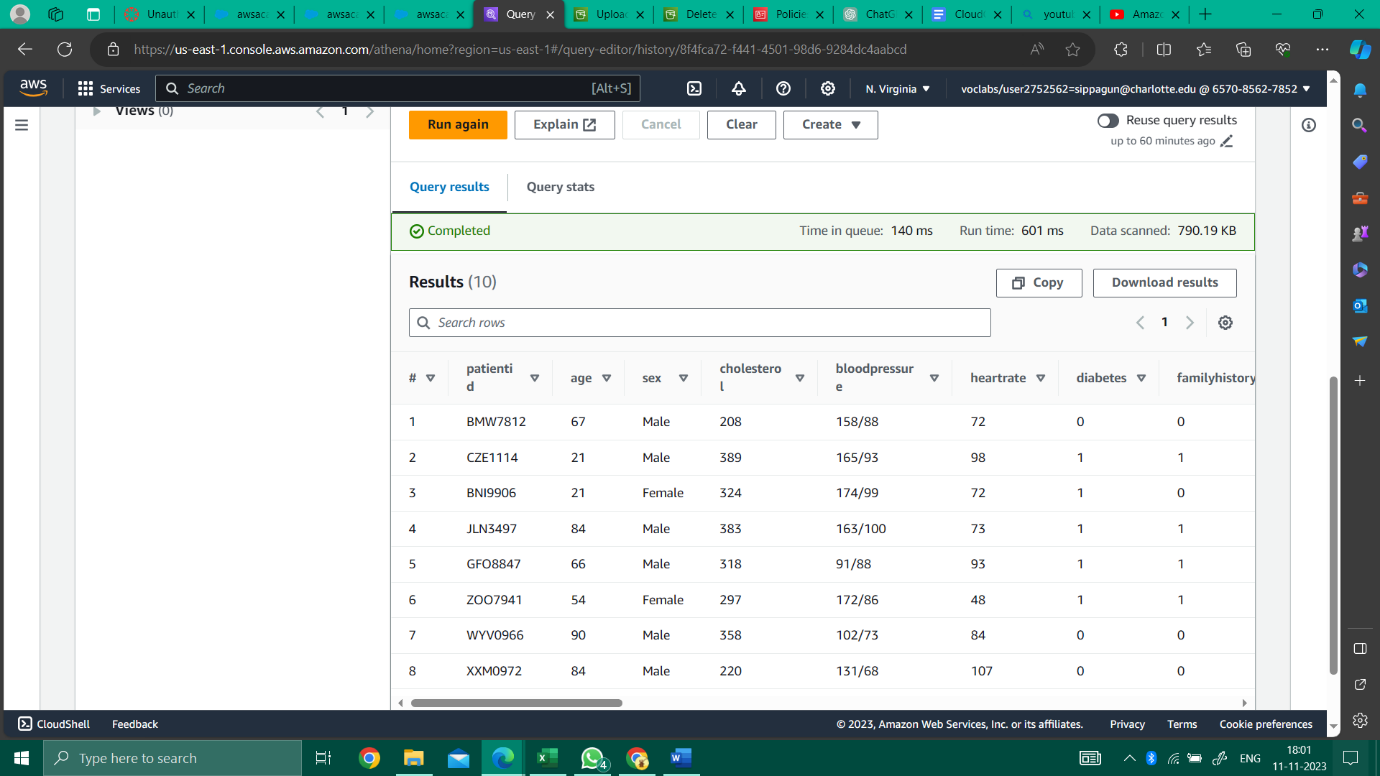 Unautl
awsaca
awsaca
awsac
Query
Upload
Delete
Policie
ChatG
Cloud
youtul
Amaz
https://us-east-1.console.aws.amazon.com/athena/home?region=us-east-1#/query-editor/history/8f4fca72-f441-4501-98d6-9284dc4aabcd
aws
Services
Search
[Alt+S]
N. Virginia
voclabs/user2752562=sippagun@charlotte.edu @ 6570-8562-7852
Views (0)
1
Run again
Explain
Cancel
Clear
Create
Reuse query results
up to 60 minutes ago
Query results
Query stats
Completed
Time in queue: 140 ms Run time: 601 ms Data scanned: 790.19 KB
Results (10)
Copy
Download results
Search rows
1
# patienti age sex cholestero bloodpressur heartrate diabetes familyhistory
d l e
1 BMW7812 67 Male 208 158/88 72 0 0
2 CZE1114 21 Male 389 165/93 98 1 1
3 BNI9906 21 Female 324 174/99 72 1 0
4 JLN3497 84 Male 383 163/100 73 1 1
5 GFO8847 66 Male 318 91/88 93 1 1
6 ZOO7941 54 Female 297 172/86 48 1 1
7 WYV0966 90 Male 358 102/73 84 0 0
8 XXM0972 84 Male 220 131/68 107 0 0
CloudShell Feedback © 2023, Amazon Web Services, Inc. or its affiliates. Privacy Terms Cookie preferences
Type here to search
4
ENG
18:01
11-11-2023